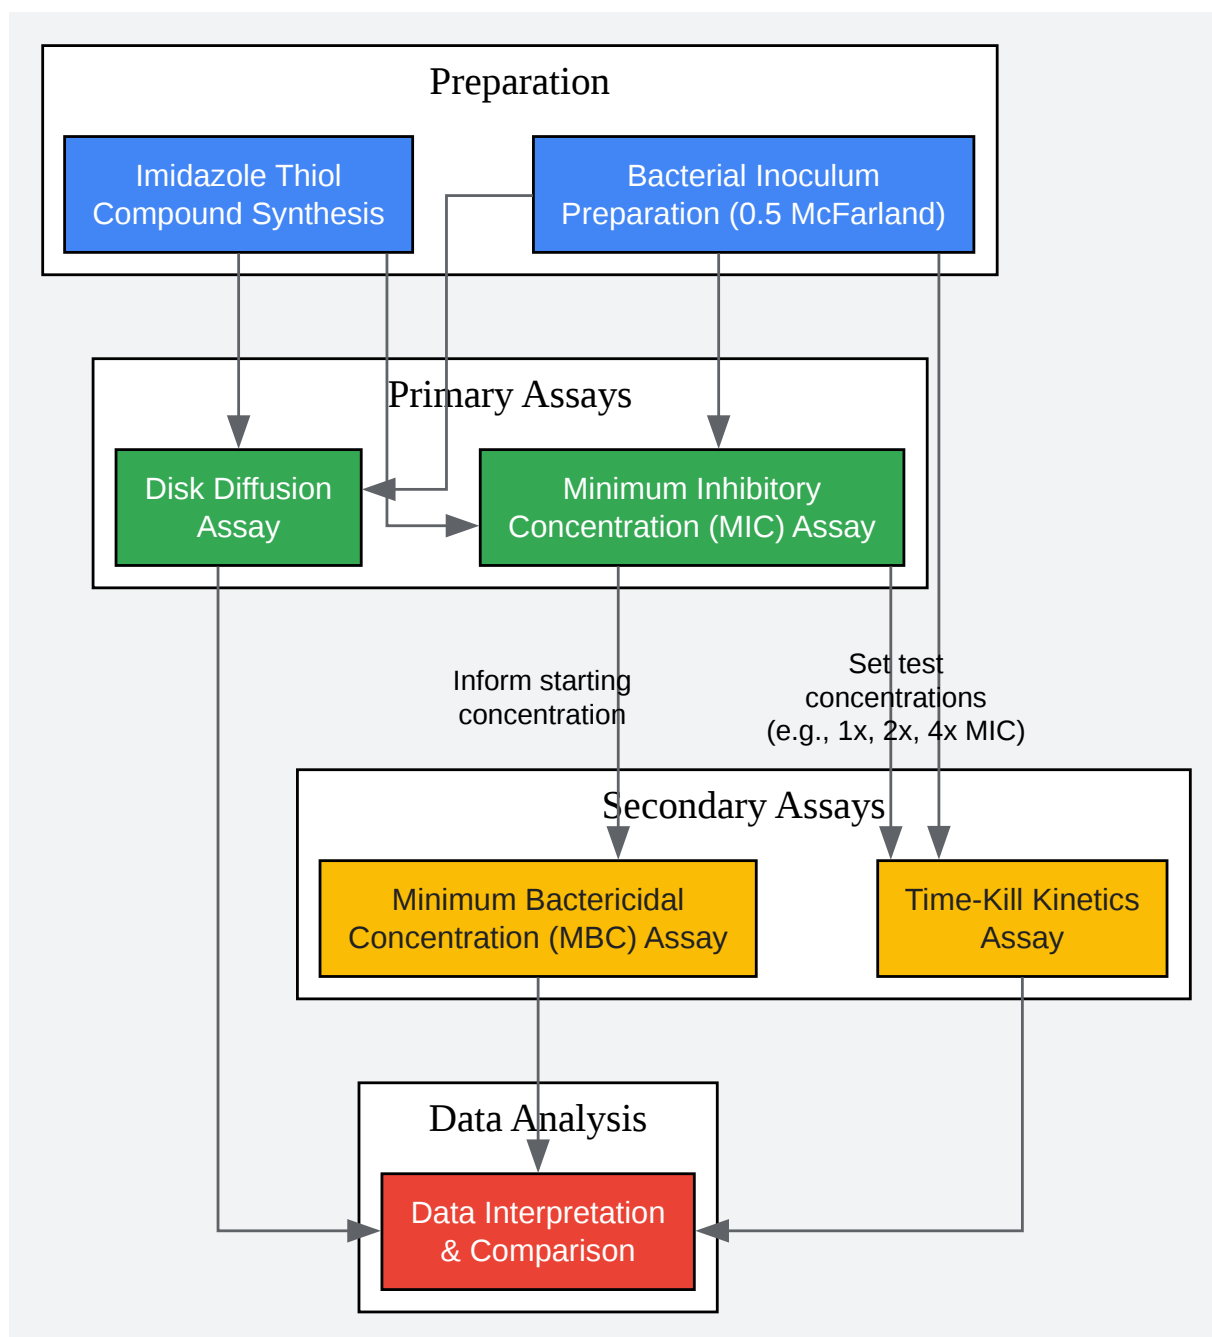 Preparation
Imidazole Thiol
Compound Synthesis
Bacterial Inoculum
Preparation (0.5 McFarland)
Primary Assays
Disk Diffusion
Assay
Minimum Inhibitory
Concentration (MIC) Assay
Inform starting
concentration
Set test
concentrations
(e.g., 1x, 2x, 4x MIC)
Secondary Assays
Minimum Bactericidal
Concentration (MBC) Assay
Time-Kill Kinetics
Assay
Data Analysis
Data Interpretation
& Comparison